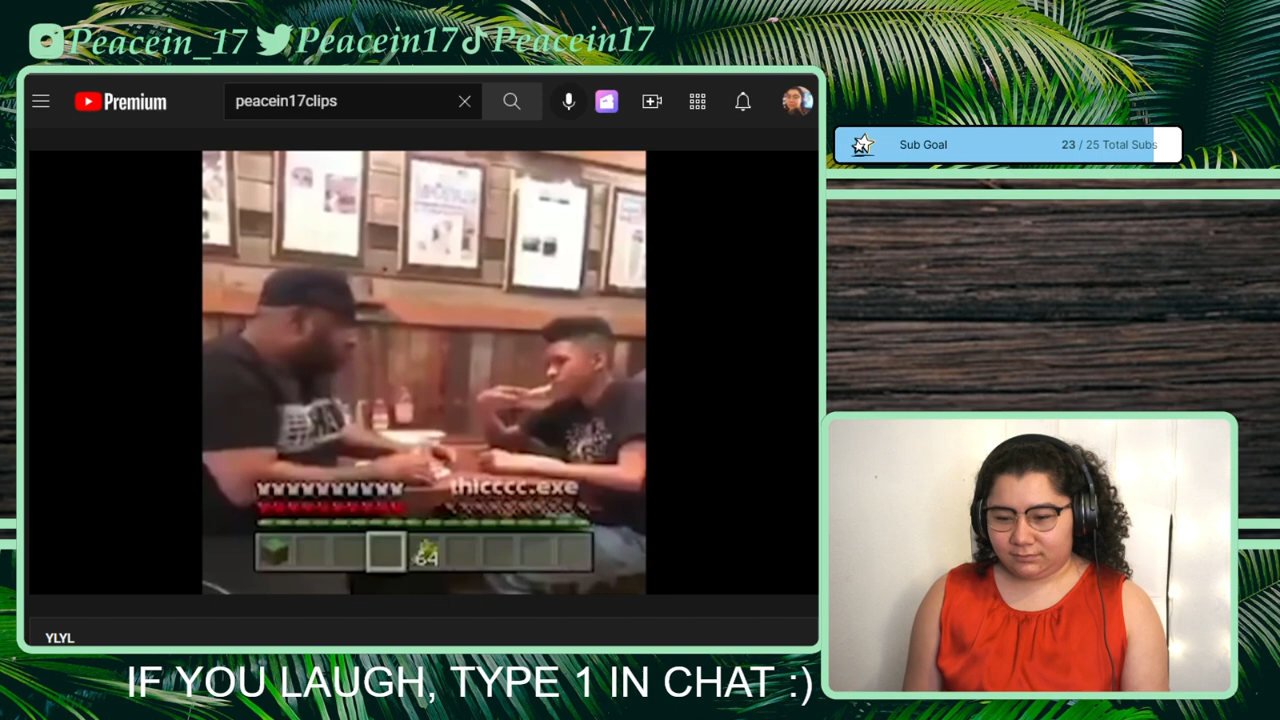 Peacein_17 Peacein17 Peacein17
Premium
peacein17clips
Sub Goal 23 / 25 Total Subs
thicccc.exe
64
YLYL
IF YOU LAUGH, TYPE 1 IN CHAT :)